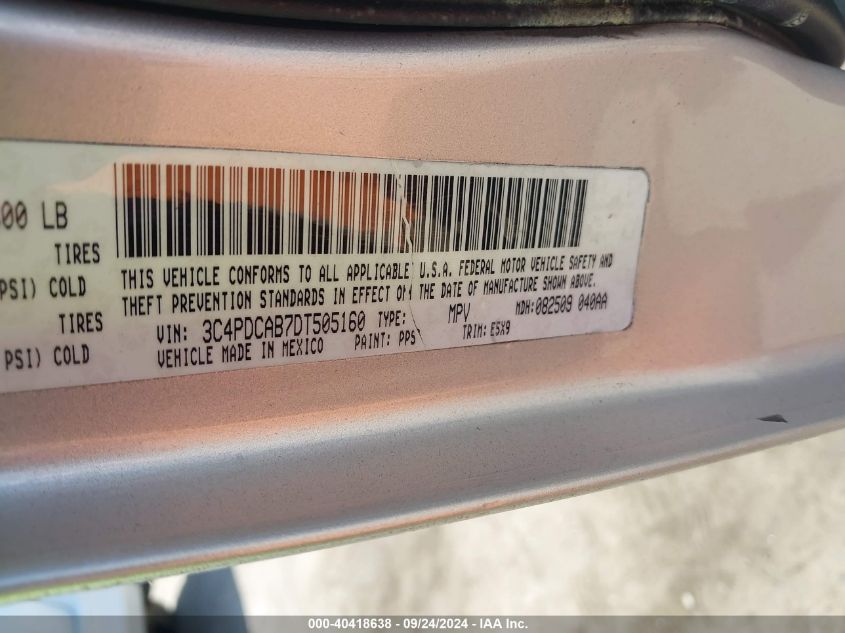 00 LB
TIRES
PSI) COLD
TIRES
PSI) COLD
THIS VEHICLE CONFORMS TO ALL APPLICABLE U.S.A. FEDERAL MOTOR VEHICLE SAFETY AND
THEFT PREVENTION STANDARDS IN EFFECT ON THE DATE OF MANUFACTURE SHOWN ABOVE.
VIN: 3C4PDCAB7DT505160 TYPE: MPV MDH:082509 040AA
VEHICLE MADE IN MEXICO PAINT: PPS TRIM: E5X9
000-40418638 - 09/24/2024 - IAA Inc.